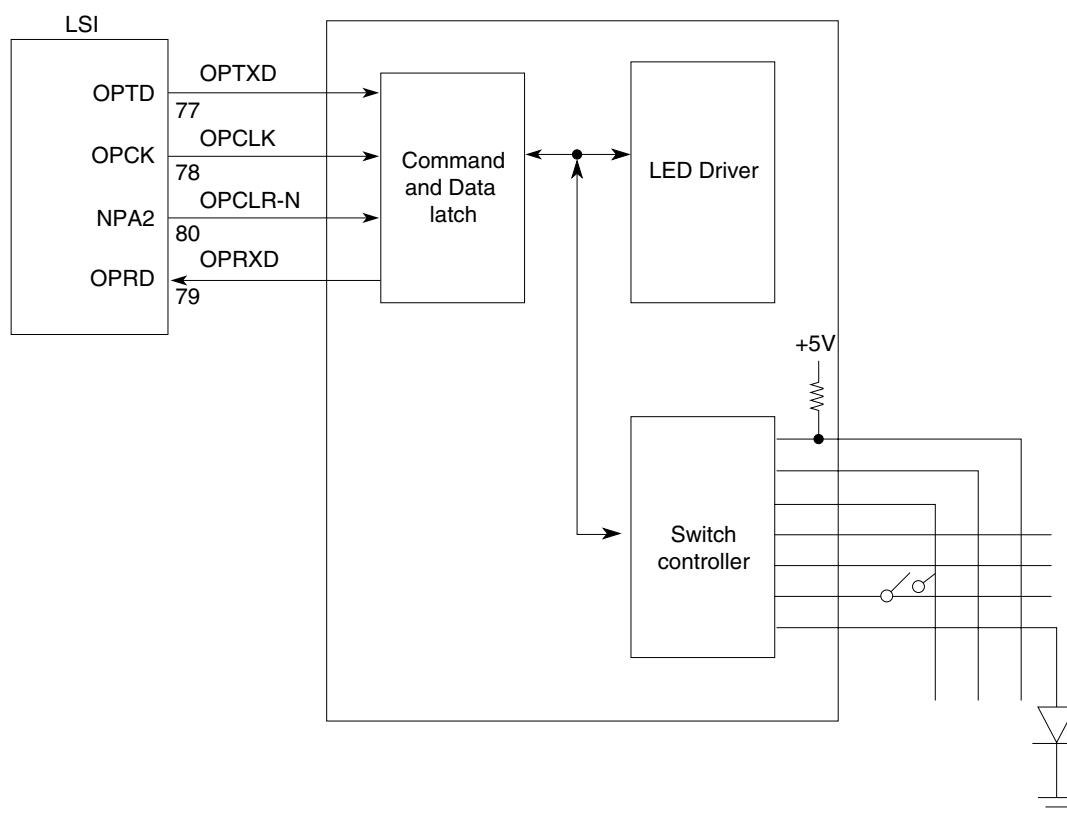 LSI
OPTD
77
OPTXD
OPCK
78
OPCLK
NPA2
80
OPCLR-N
OPRD
79
OPRXD
Command
and Data
latch
LED Driver
+5V
Switch
controller